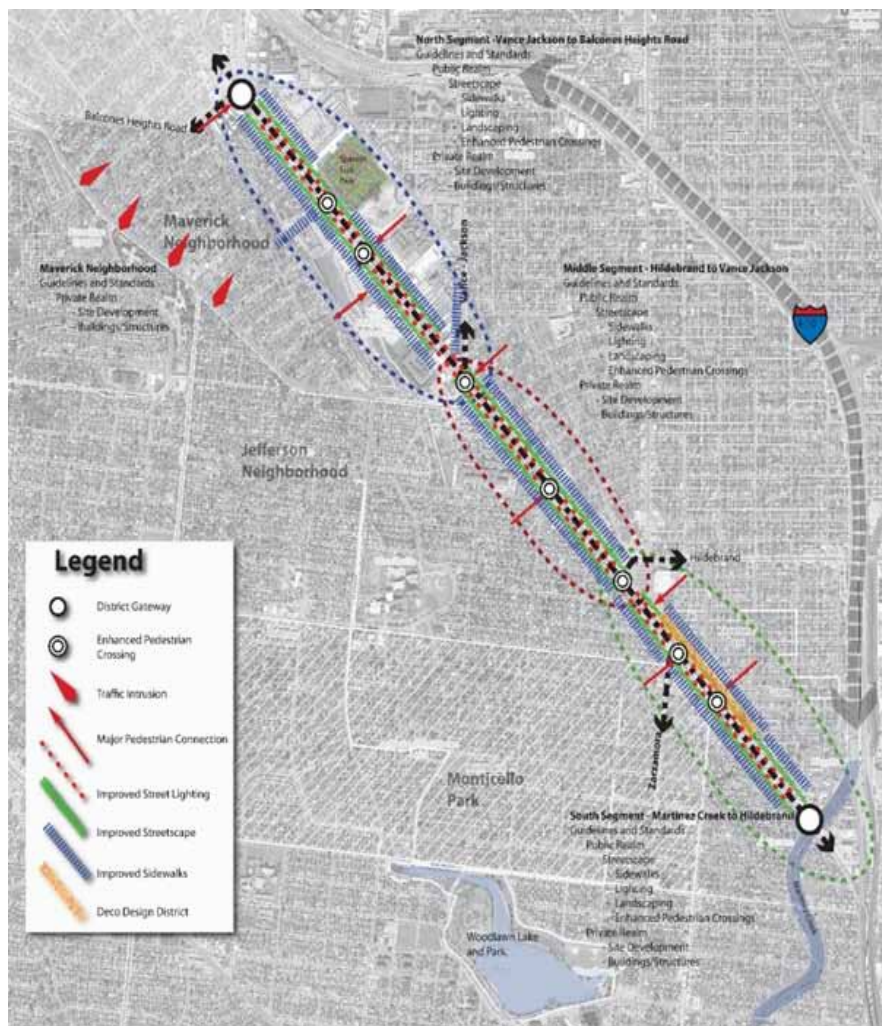 North Segment -Vance Jackson to Balcones Heights Road
Guidelines and Standards
Public Realm
Streetscape
- Sidewalks
- Lighting
- Landscaping
- Enhanced Pedestrian Crossings
Private Realm
- Site Development
- Buildings/Structures
Balcones Heights Road
Maverick
Neighborhood
Maverick Neighborhood
Guidelines and Standards
Private Realm
- Site Development
- Buildings/Structures
Vance - Jackson
Middle Segment - Hildebrand to Vance Jackson
Guidelines and Standards
Public Realm
Streetscape
- Sidewalks
- Lighting
- Landscaping
- Enhanced Pedestrian Crossings
Private Realm
- Site Development
Buildings/Structures
Jefferson
Neighborhood
Hildebrand
Zarzamora
Monticello
Park
South Segment - Martinez Creek to Hildebrand
Guidelines and Standards
Public Realm
Streetscape
- Sidewalks
- Lighting
- Landscaping
- Enhanced Pedestrian Crossings
Private Realm
- Site Development
- Buildings/Structures
Woodlawn Lake
and Park
Legend
District Gateway
Enhanced Pedestrian
Crossing
Traffic Intrusion
Major Pedestrian Connection
Improved Street Lighting
Improved Streetscape
Improved Sidewalks
Deco Design District